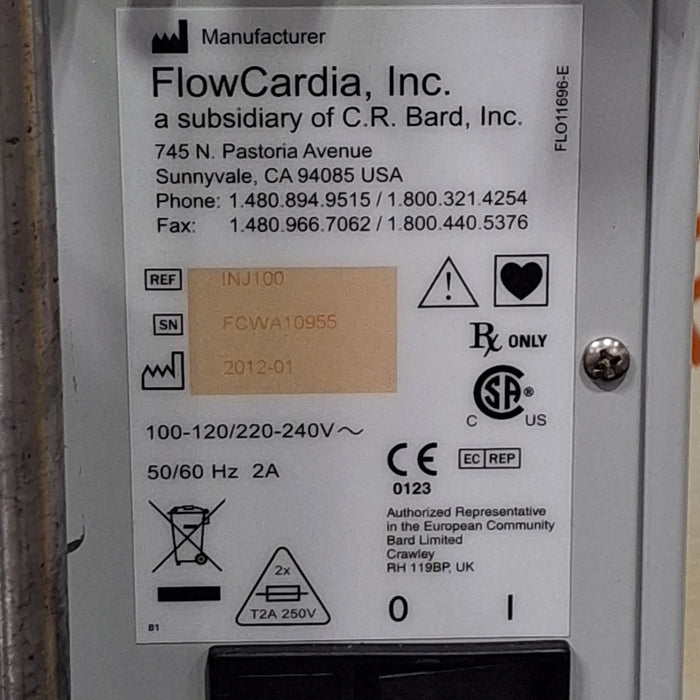 Manufacturer
FlowCardia, Inc.
a subsidiary of C.R. Bard, Inc.
745 N. Pastoria Avenue
Sunnyvale, CA 94085 USA
Phone: 1.480.894.9515 / 1.800.321.4254
Fax: 1.480.966.7062 / 1.800.440.5376
FLO11696-E
REF INJ100
SN FCWA10955
2012-01
Rx ONLY
SA®
C US
100-120/220-240V~
50/60 Hz 2A
CE
0123
EC REP
Authorized Representative
in the European Community
Bard Limited
Crawley
RH 119BP, UK
2x
T2A 250V
0 I
B1